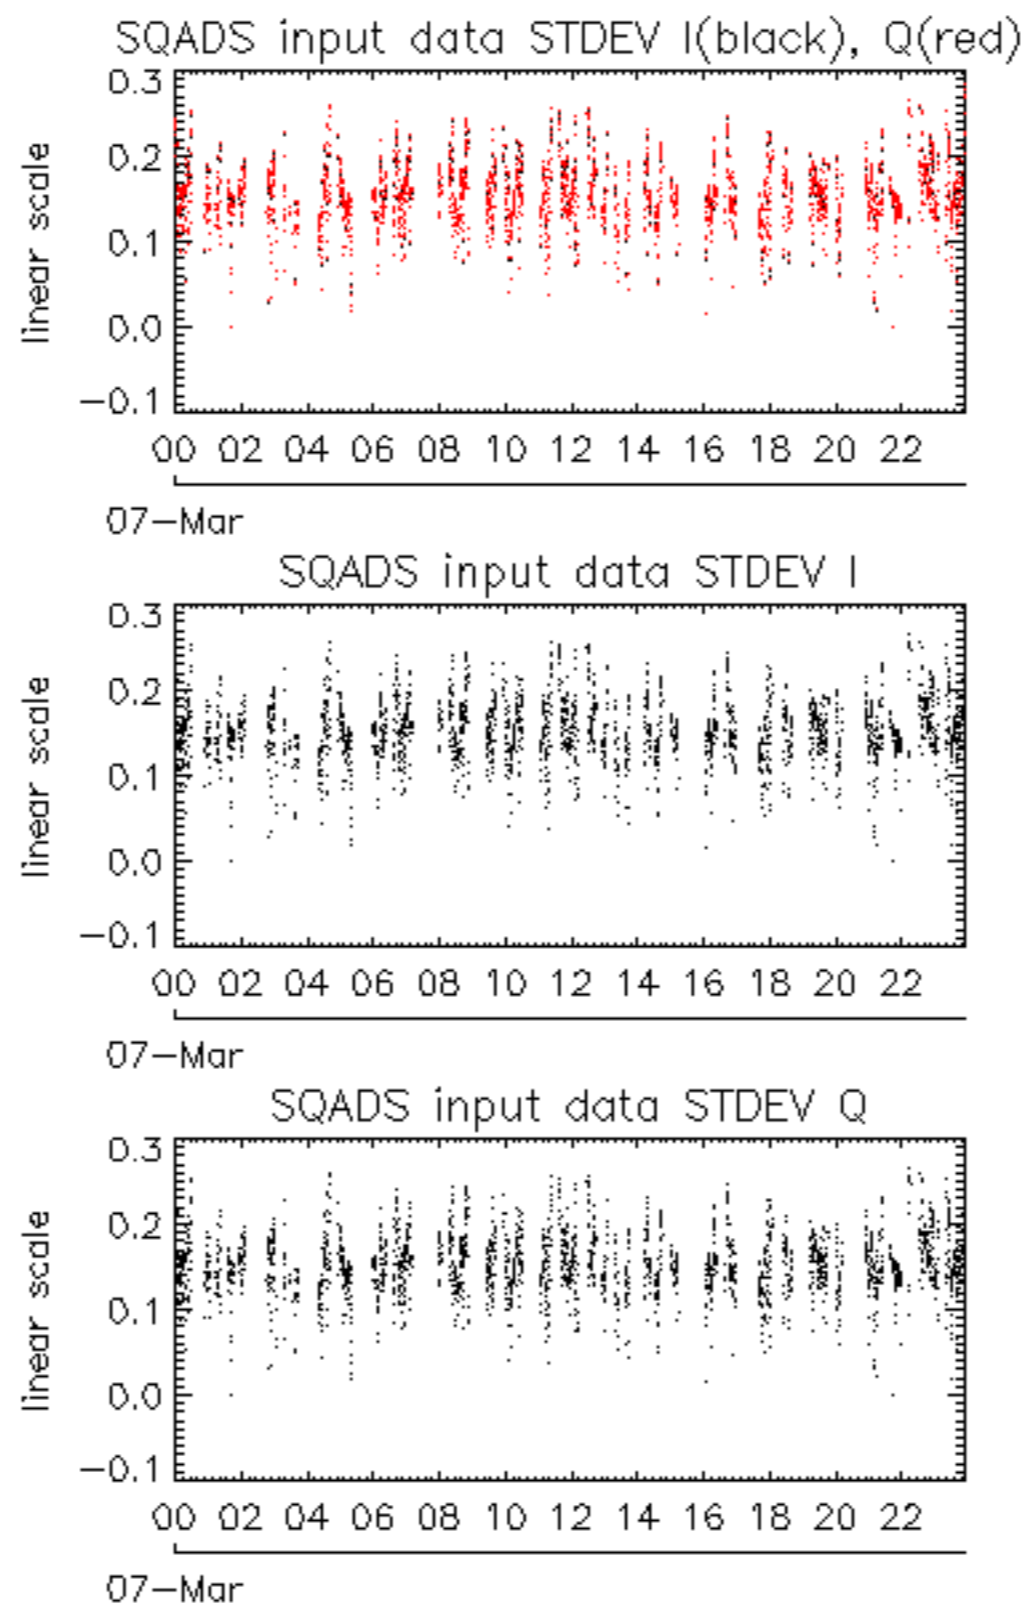 SQADS input data STDEV I(black), Q(red)
0.3
0.2
0.1
0.0
−0.1
linear scale
00 02 04 06 08 10 12 14 16 18 20 22
07−Mar
SQADS input data STDEV I
0.3
0.2
0.1
0.0
−0.1
linear scale
00 02 04 06 08 10 12 14 16 18 20 22
07−Mar
SQADS input data STDEV Q
0.3
0.2
0.1
0.0
−0.1
linear scale
00 02 04 06 08 10 12 14 16 18 20 22
07−Mar